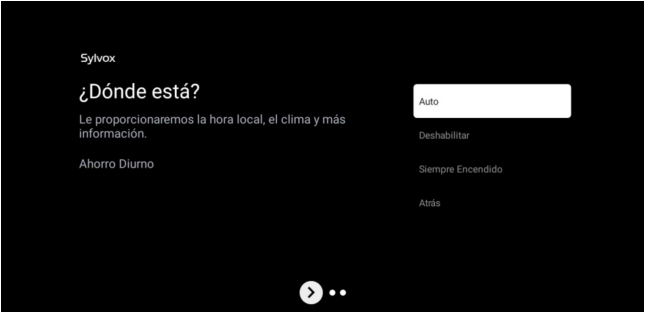 Sylvox
¿Dónde está?
Le proporcionaremos la hora local, el clima y más
información.
Ahorro Diurno
Auto
Deshabilitar
Siempre Encendido
Atrás